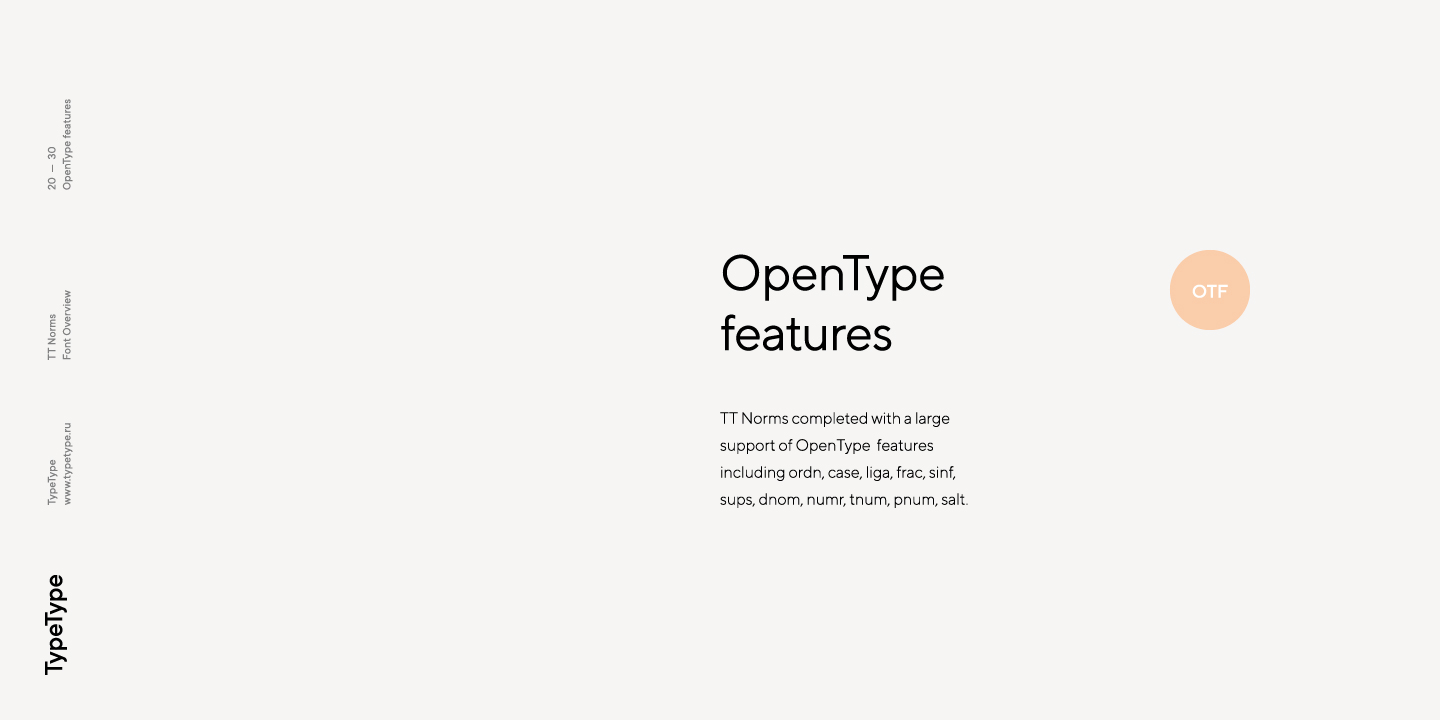 20 — 30
OpenType features
TT Norms
Font Overview
TypeType
www.typetype.ru
TypeType
OpenType
features
OTF
TT Norms completed with a large
support of OpenType  features
including ordn, case, liga, frac, sinf,
sups, dnom, numr, tnum, pnum, salt.